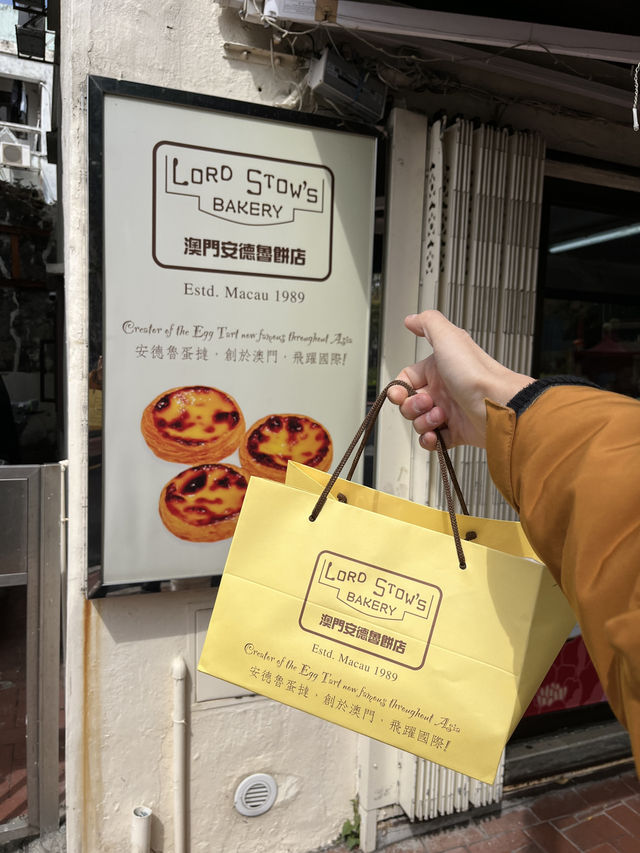 LORD STOW'S
BAKERY
澳門安德魯餅店
Estd. Macau 1989
Creator of the Egg Tart now famous throughout Asia
安德魯蛋撻，創於澳門，飛躍國際!
LORD STOW'S
BAKERY
澳門安德魯餅店
Estd. Macau 1989
Creator of the Egg Tart now famous throughout Asia
安德魯蛋撻，創於澳門，飛躍國際!